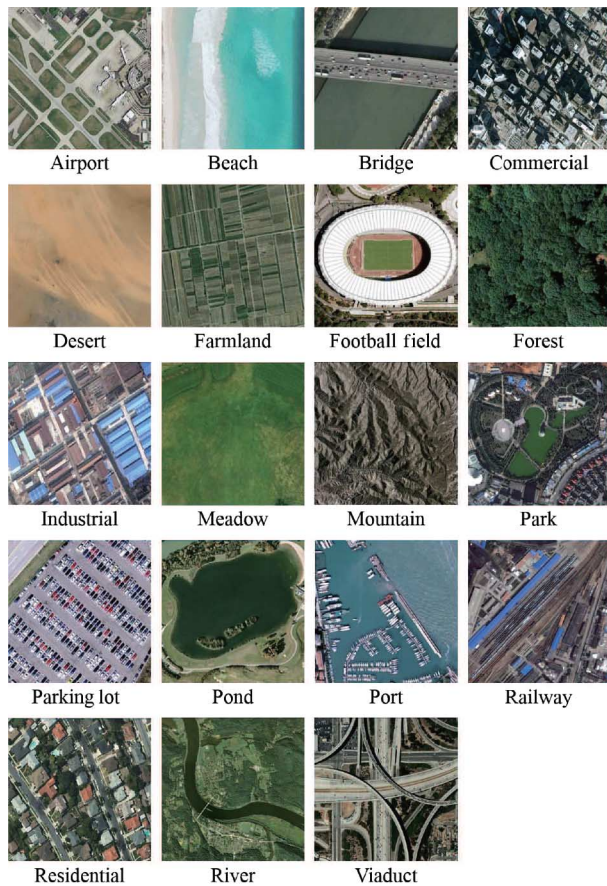 Airport Beach Bridge Commercial
Desert Farmland Football field Forest
Industrial Meadow Mountain Park
Parking lot Pond Port Railway
Residential River Viaduct